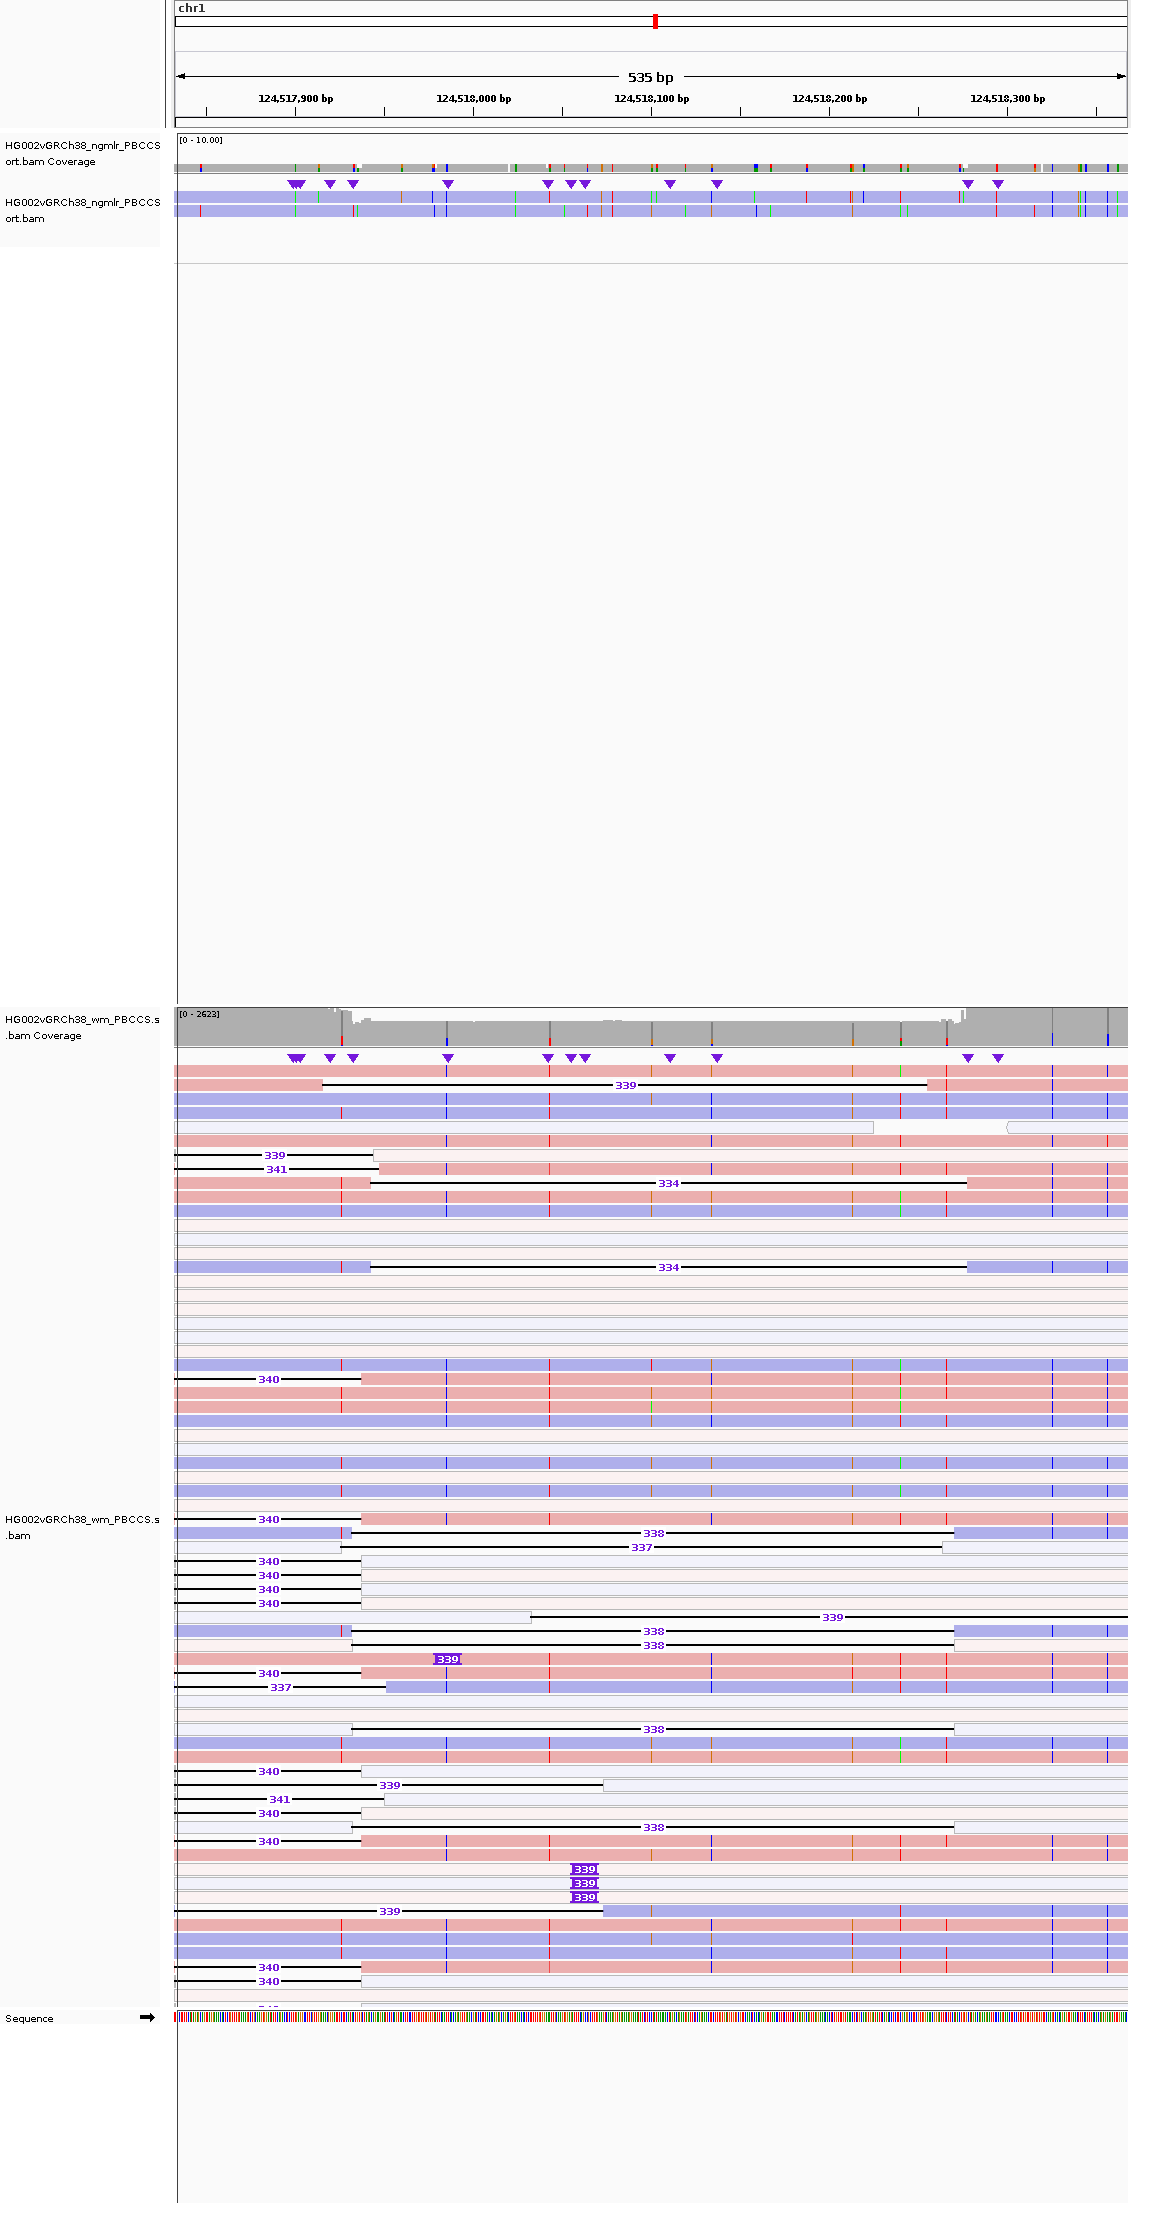 chr1
535 bp
124,517,900 bp 124,518,000 bp 124,518,100 bp 124,518,200 bp 124,518,300 bp
HG002vGRCh38_ngmlr_PBCCS
ort.bam Coverage
[0 - 10.00]
HG002vGRCh38_ngmlr_PBCCS
ort.bam
HG002vGRCh38_wm_PBCCS.s
.bam Coverage
[0 - 2623]
339
339
341
334
334
340
HG002vGRCh38_wm_PBCCS.s
.bam
340
338
337
340
340
340
340
339
338
338
339
340
337
338
340
339
341
340
338
340
339
339
339
339
340
340
Sequence